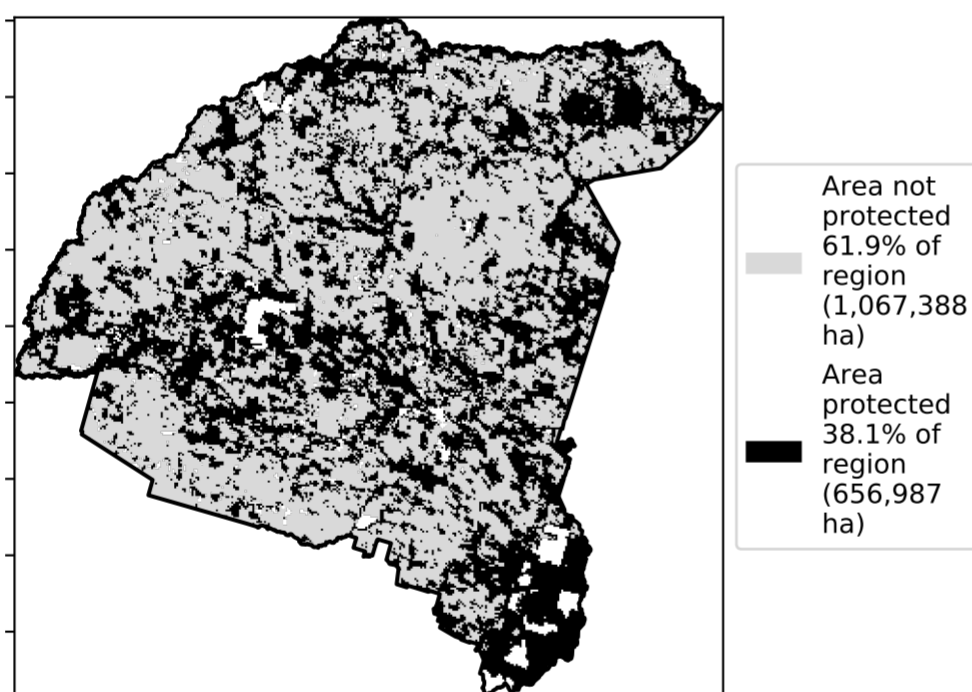 Area not
protected
61.9% of
region
(1,067,388
ha)
Area
protected
38.1% of
region
(656,987
ha)